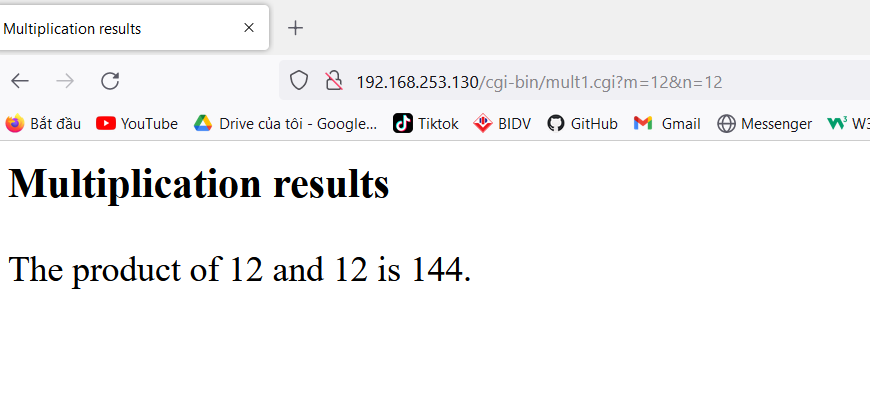 Multiplication results
192.168.253.130/cgi-bin/mult1.cgi?m=12&n=12
Bắt đầu YouTube Drive của tôi - Google... Tiktok BIDV GitHub Gmail Messenger W3
Multiplication results
The product of 12 and 12 is 144.